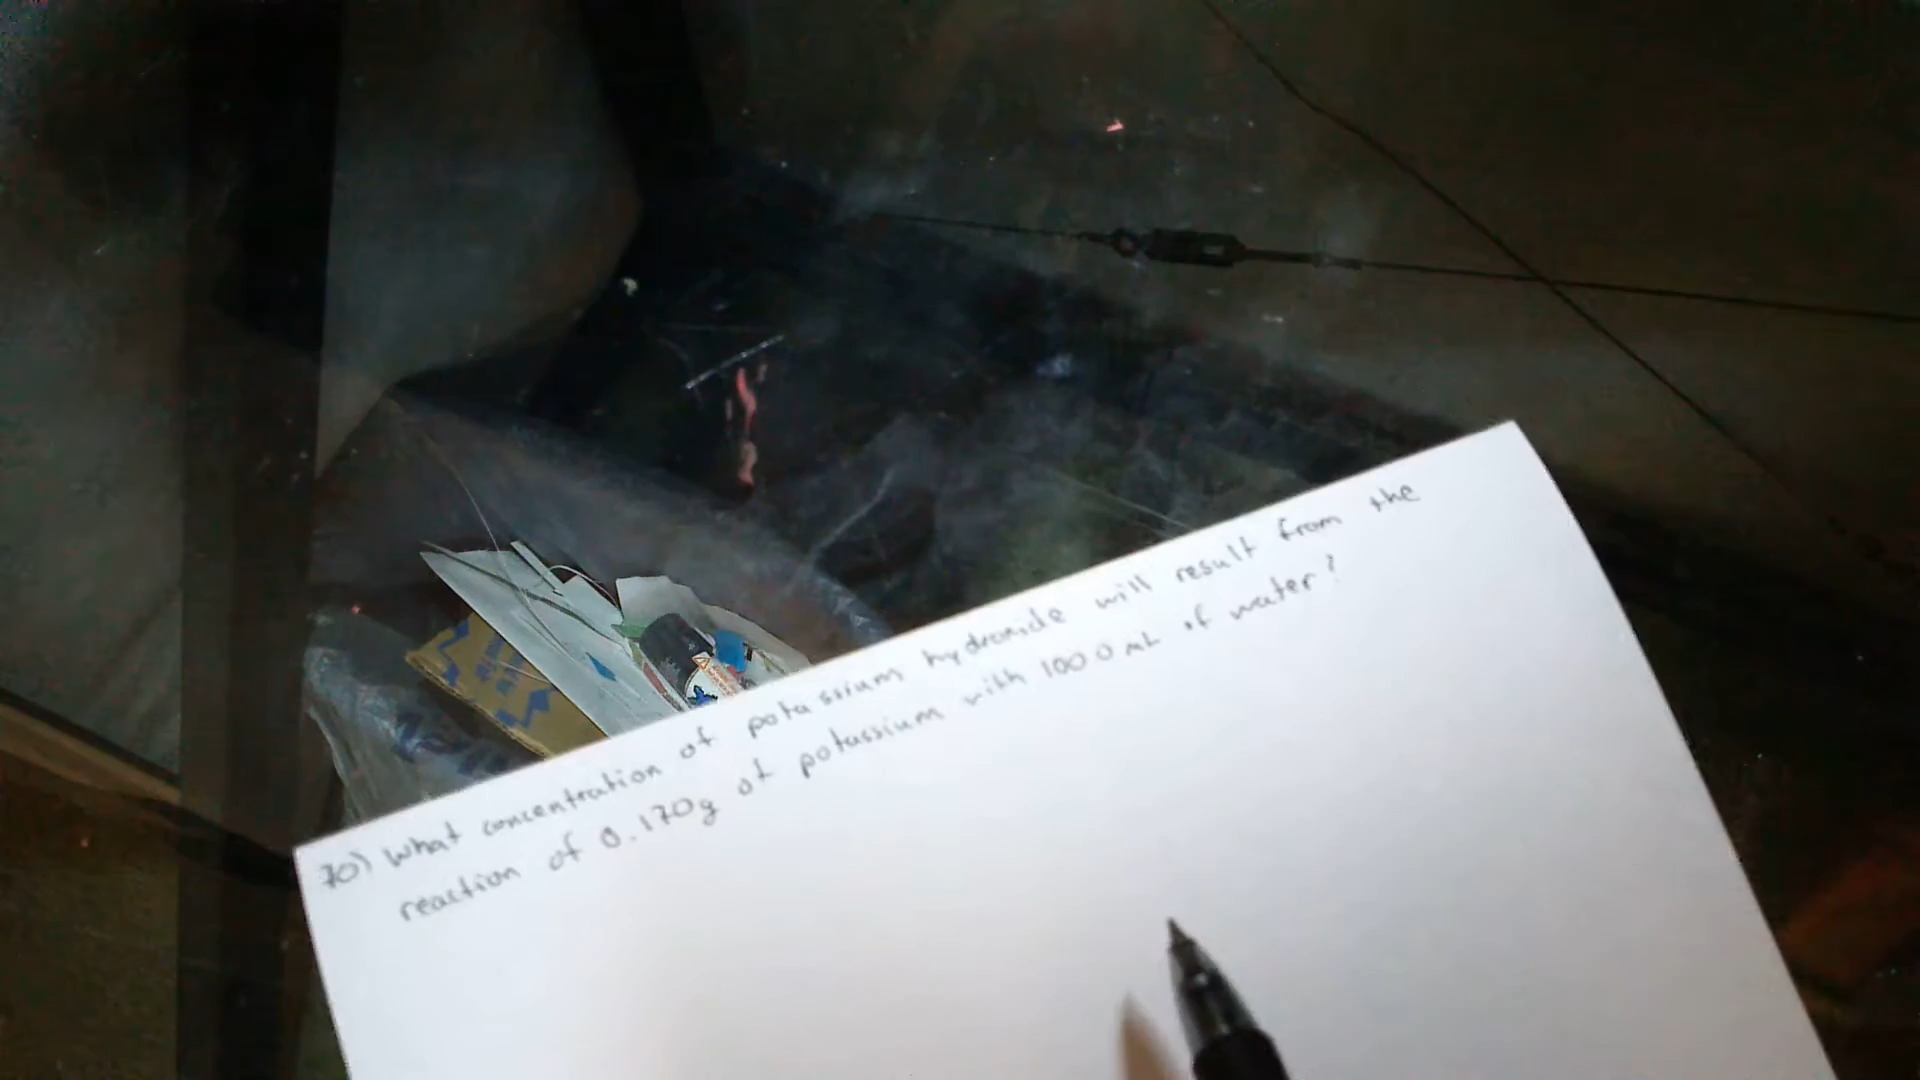 70) What concentration of potassium hydroxide will result from the
reaction of 0.170g of potassium with 100 0 mL of water?